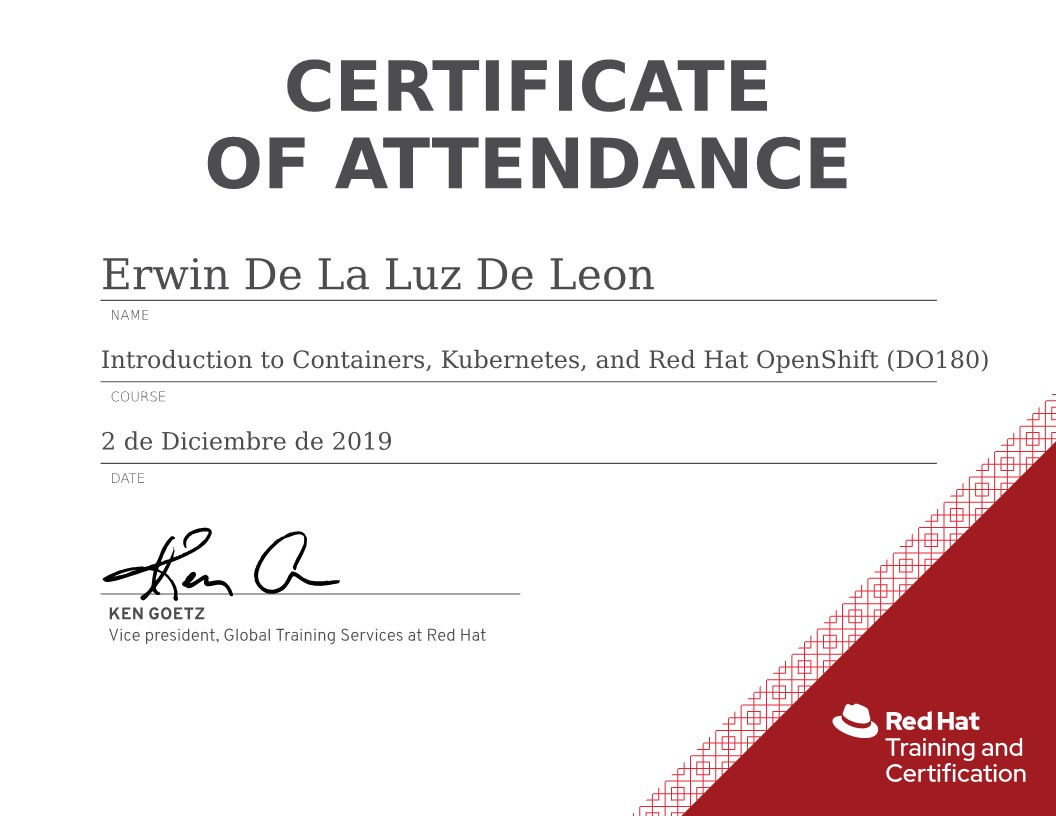 CERTIFICATE
OF ATTENDANCE
Erwin De La Luz De Leon
NAME
Introduction to Containers, Kubernetes, and Red Hat OpenShift (DO180)
COURSE
2 de Diciembre de 2019
DATE
KEN GOETZ
Vice president, Global Training Services at Red Hat
Red Hat
Training and
Certification